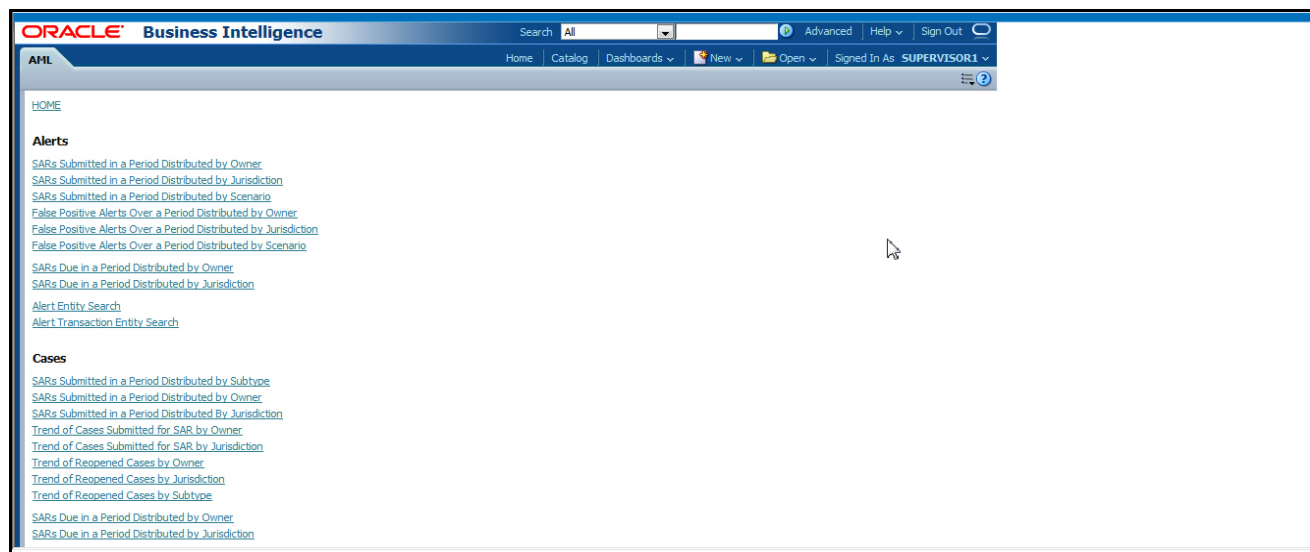 ORACLE Business Intelligence Search All Advanced Help Sign Out
AML Home Catalog Dashboards New Open Signed In As SUPERVISOR1
HOME
Alerts
SARs Submitted in a Period Distributed by Owner
SARs Submitted in a Period Distributed by Jurisdiction
SARs Submitted in a Period Distributed by Scenario
False Positive Alerts Over a Period Distributed by Owner
False Positive Alerts Over a Period Distributed by Jurisdiction
False Positive Alerts Over a Period Distributed by Scenario
SARs Due in a Period Distributed by Owner
SARs Due in a Period Distributed by Jurisdiction
Alert Entity Search
Alert Transaction Entity Search
Cases
SARs Submitted in a Period Distributed by Subtype
SARs Submitted in a Period Distributed by Owner
SARs Submitted in a Period Distributed By Jurisdiction
Trend of Cases Submitted for SAR by Owner
Trend of Cases Submitted for SAR by Jurisdiction
Trend of Reopened Cases by Owner
Trend of Reopened Cases by Jurisdiction
Trend of Reopened Cases by Subtype
SARs Due in a Period Distributed by Owner
SARs Due in a Period Distributed by Jurisdiction